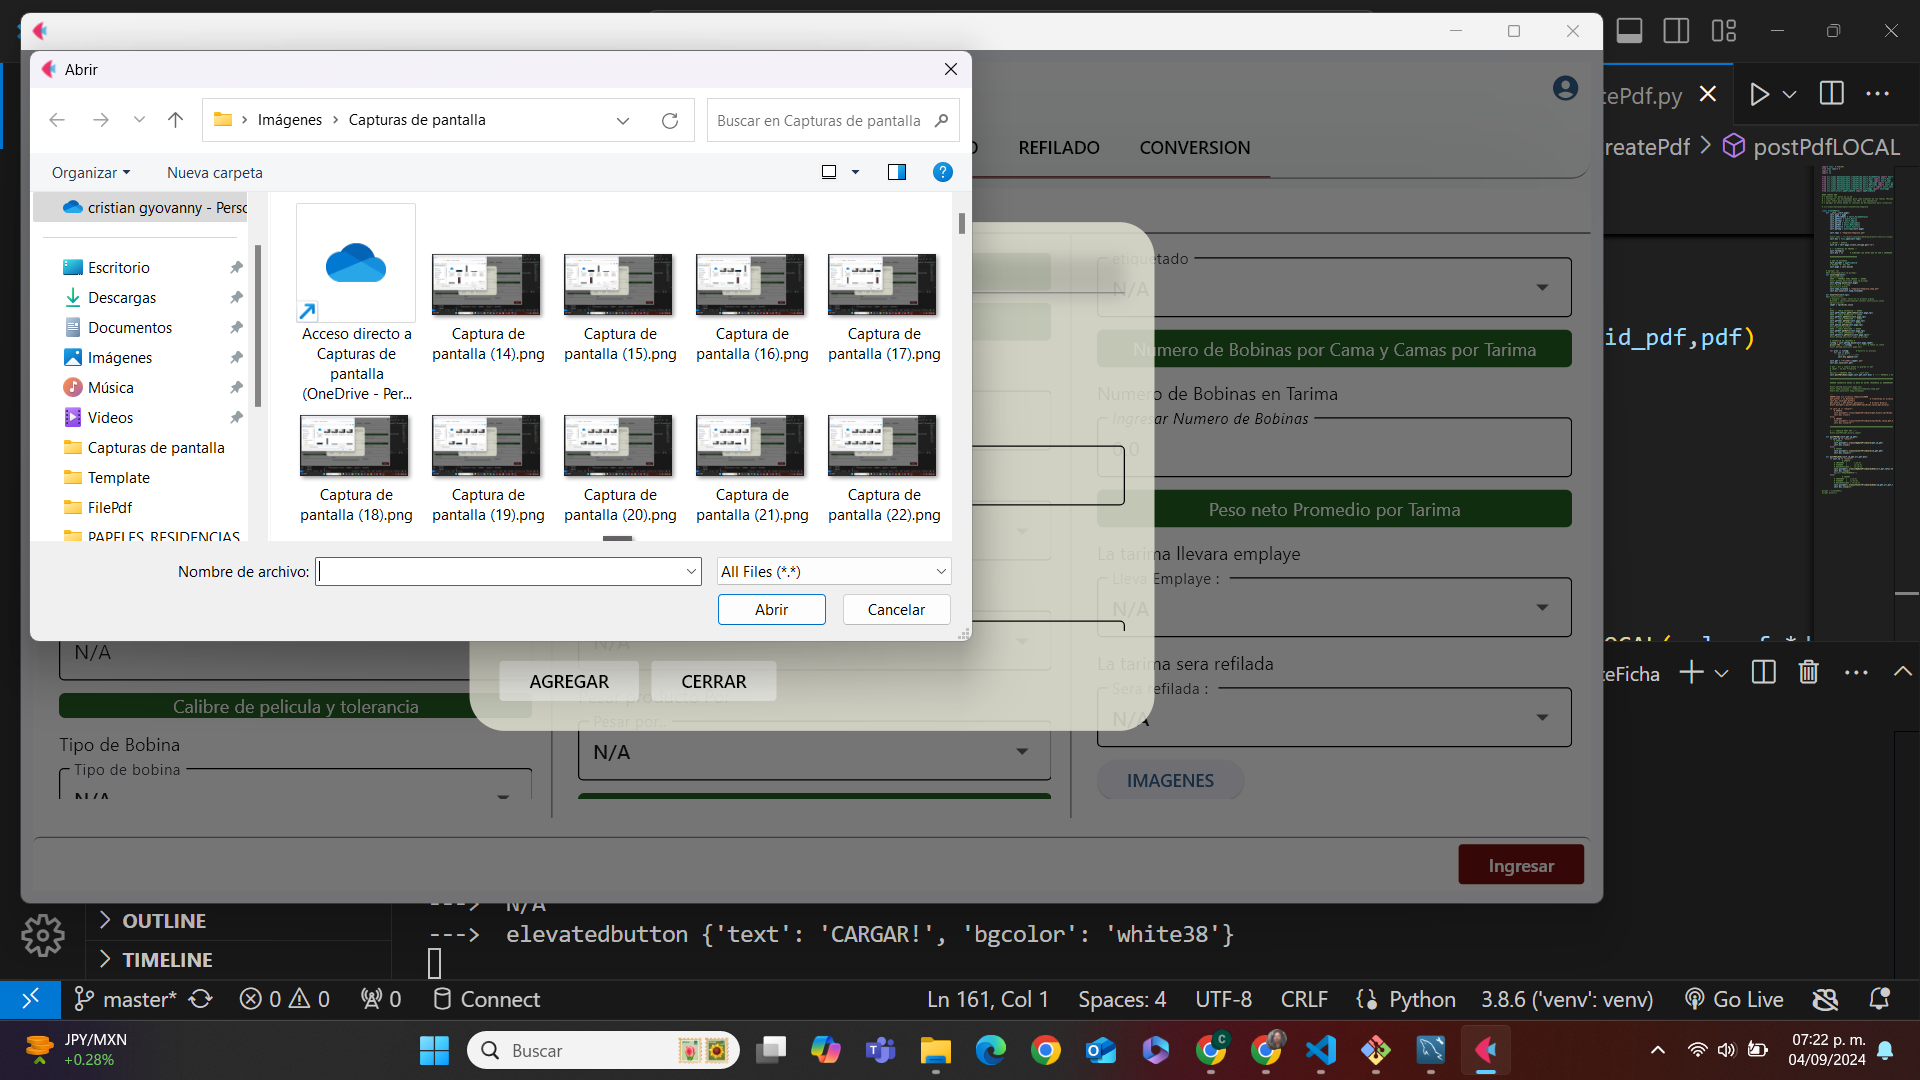 Abrir
Imágenes
Capturas de pantalla
Buscar en Capturas de pantalla
Organizar
Nueva carpeta
cristian gyovanny - Persc
Escritorio
Descargas
Documentos
Imágenes
Música
Videos
Capturas de pantalla
Template
FilePdf
PAPELES RESIDENCIAS
Acceso directo a
Capturas de
pantalla
(OneDrive - Per...
Captura de
pantalla (14).png
Captura de
pantalla (15).png
Captura de
pantalla (16).png
Captura de
pantalla (17).png
Captura de
pantalla (18).png
Captura de
pantalla (19).png
Captura de
pantalla (20).png
Captura de
pantalla (21).png
Captura de
pantalla (22).png
Nombre de archivo:
All Files (*.*)
Abrir
Cancelar
REFILADO
CONVERSION
etiquetado
N/A
Numero de Bobinas por Cama y Camas por Tarima
Numero de Bobinas en Tarima
Ingresar Numero de Bobinas
0.0
Peso neto Promedio por Tarima
La tarima llevara emplaye
Lleva Emplaye :
N/A
La tarima sera refilada
Sera refilada :
N/A
IMAGENES
N/A
Calibre de pelicula y tolerancia
Tipo de Bobina
Tipo de bobina
N/A
N/A
AGREGAR
CERRAR
Pesar por..
N/A
Ingresar
tePdf.py
reatePdf
postPdfLOCAL
id_pdf,pdf)
teFicha
OUTLINE
TIMELINE
---> N/A
---> elevatedbutton {'text': 'CARGAR!', 'bgcolor': 'white38'}
master*
0
0
0
Connect
Ln 161, Col 1
Spaces: 4
UTF-8
CRLF
Python
3.8.6 ('venv': venv)
Go Live
JPY/MXN
+0.28%
Buscar
07:22 p. m.
04/09/2024